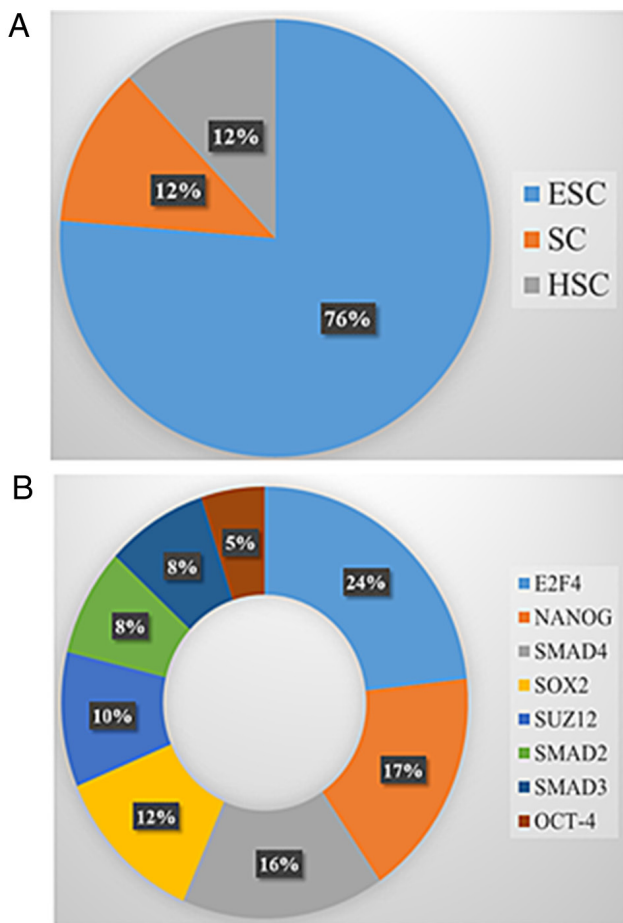 A
12%
12%
76%
ESC
SC
HSC
B
5%
8%
24%
8%
10%
17%
12%
16%
E2F4
NANOG
SMAD4
SOX2
SUZ12
SMAD2
SMAD3
OCT-4